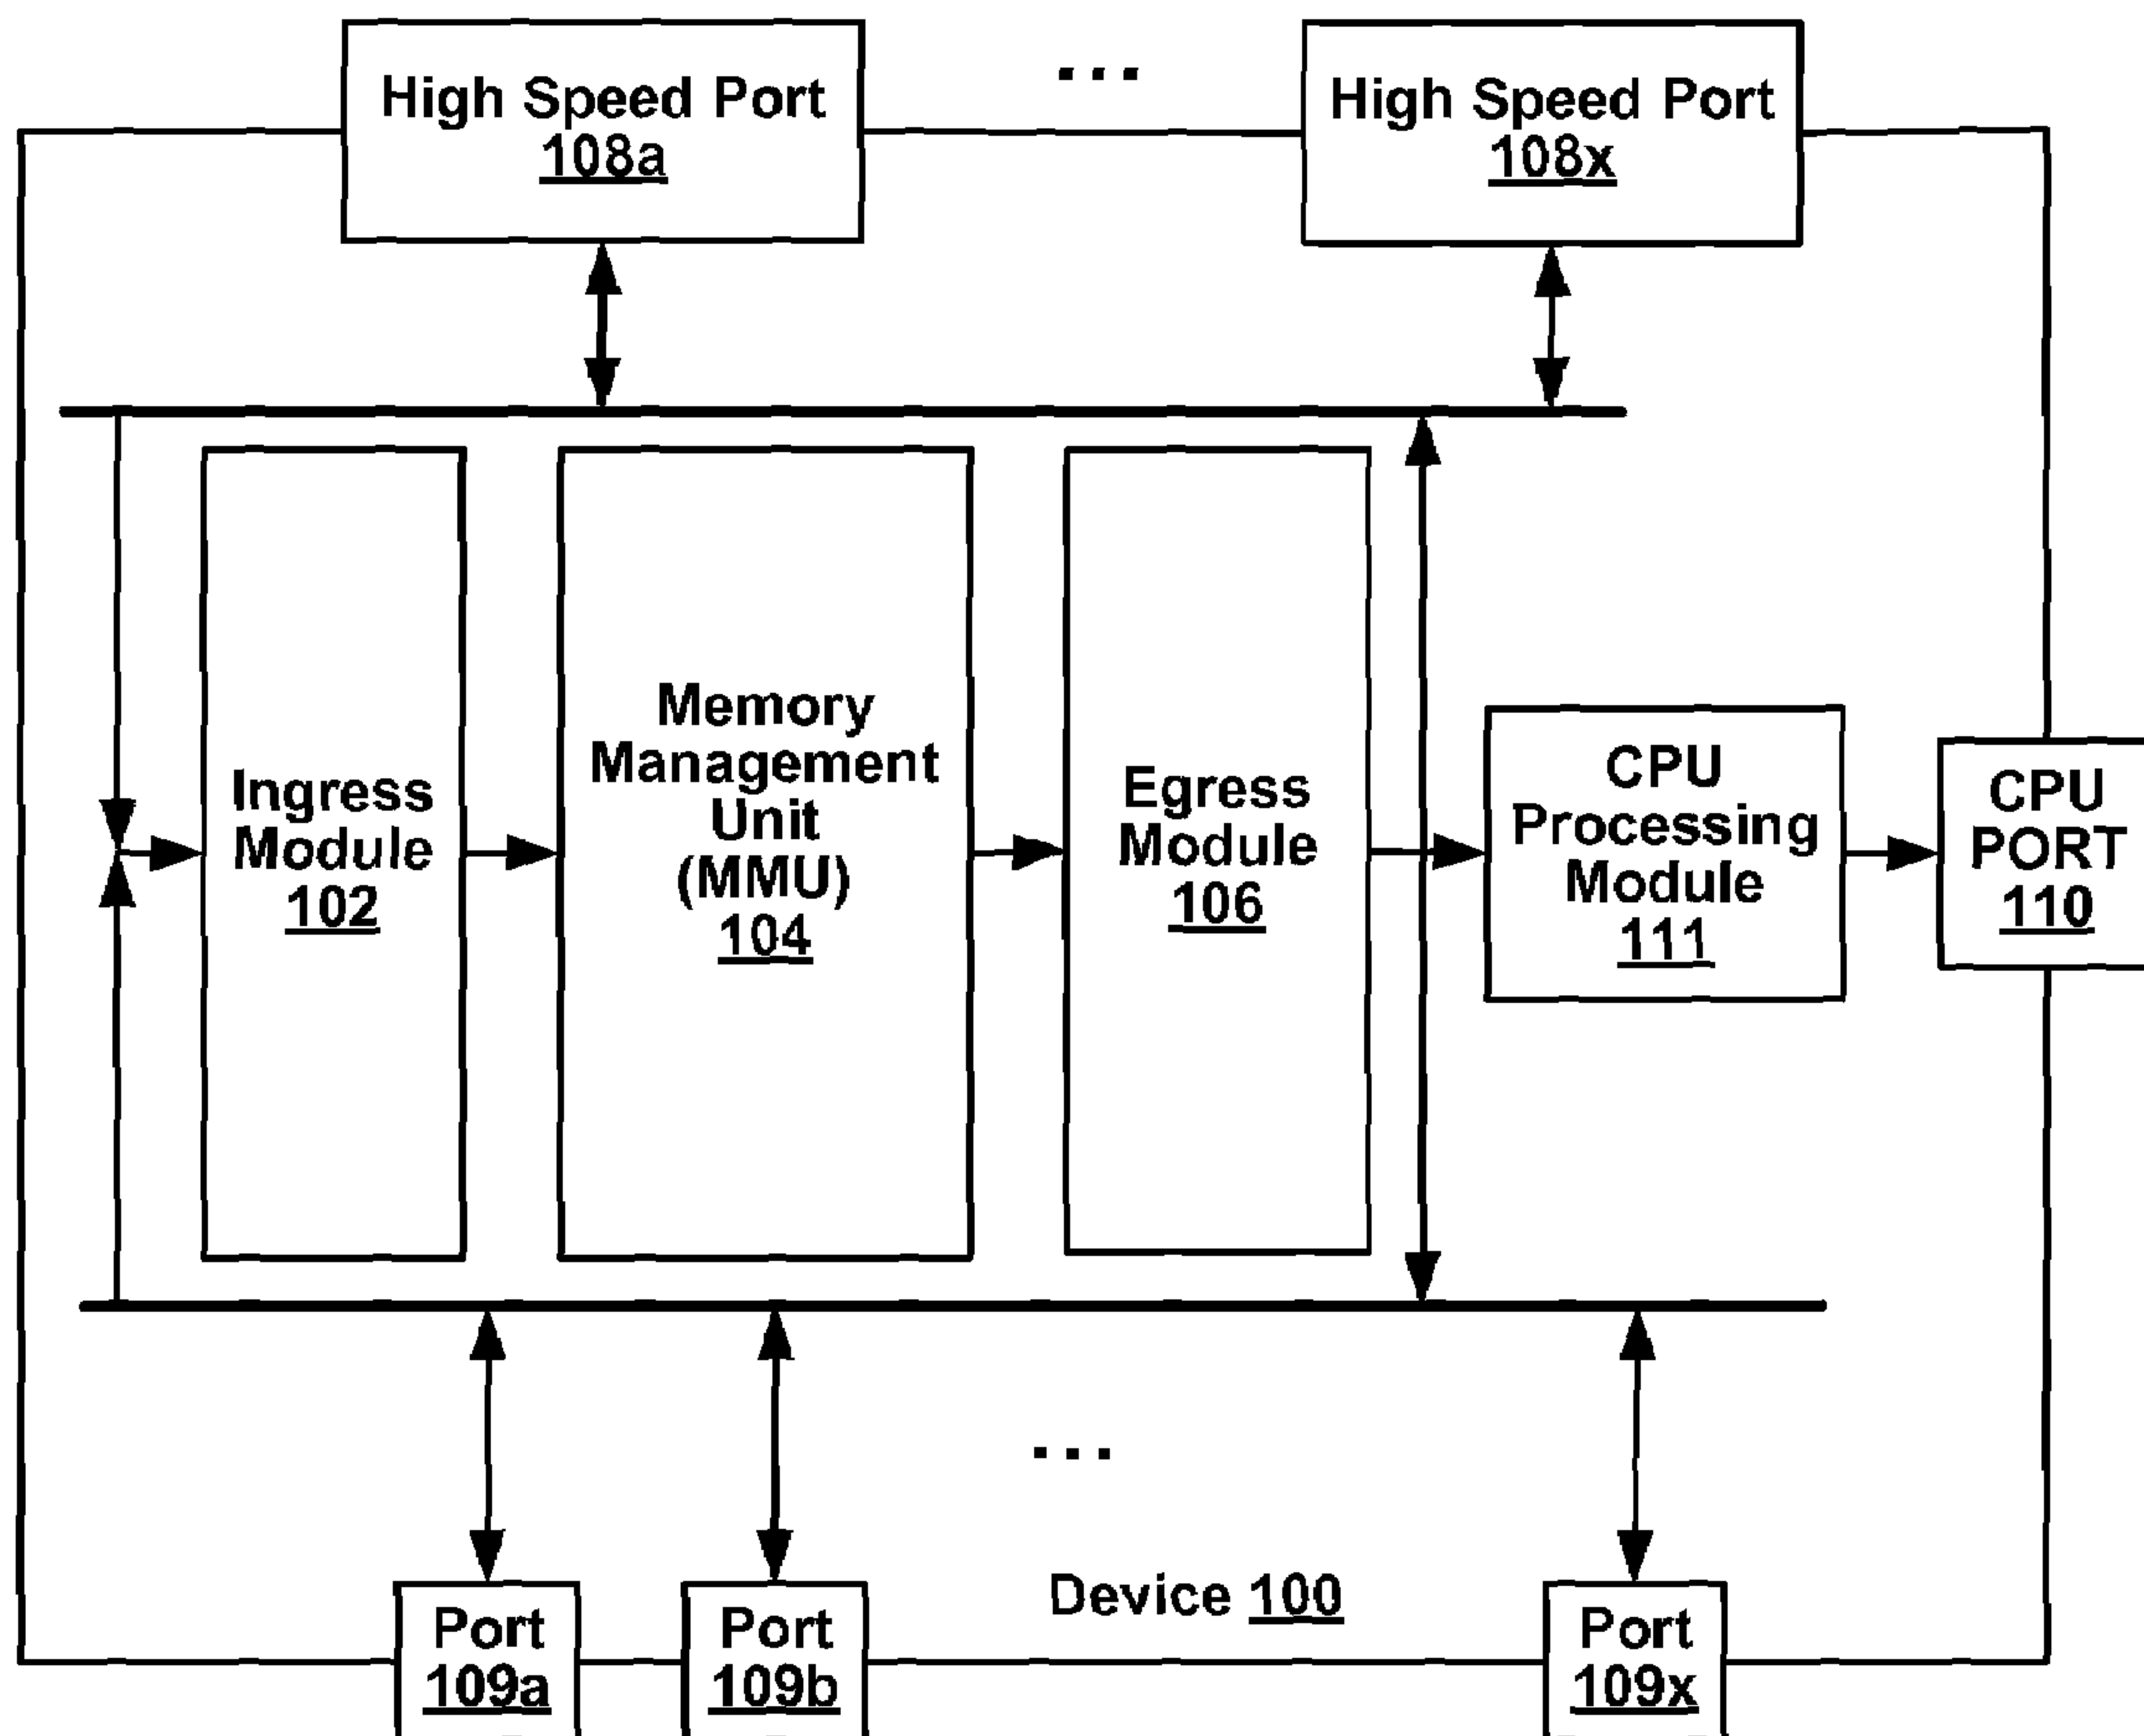 High Speed Port
108a
...
High Speed Port
108x
Ingress
Module
102
Memory
Management
Unit
(MMU)
104
Egress
Module
106
CPU
Processing
Module
111
CPU
PORT
110
...
Device 100
Port
109a
Port
109b
Port
109x